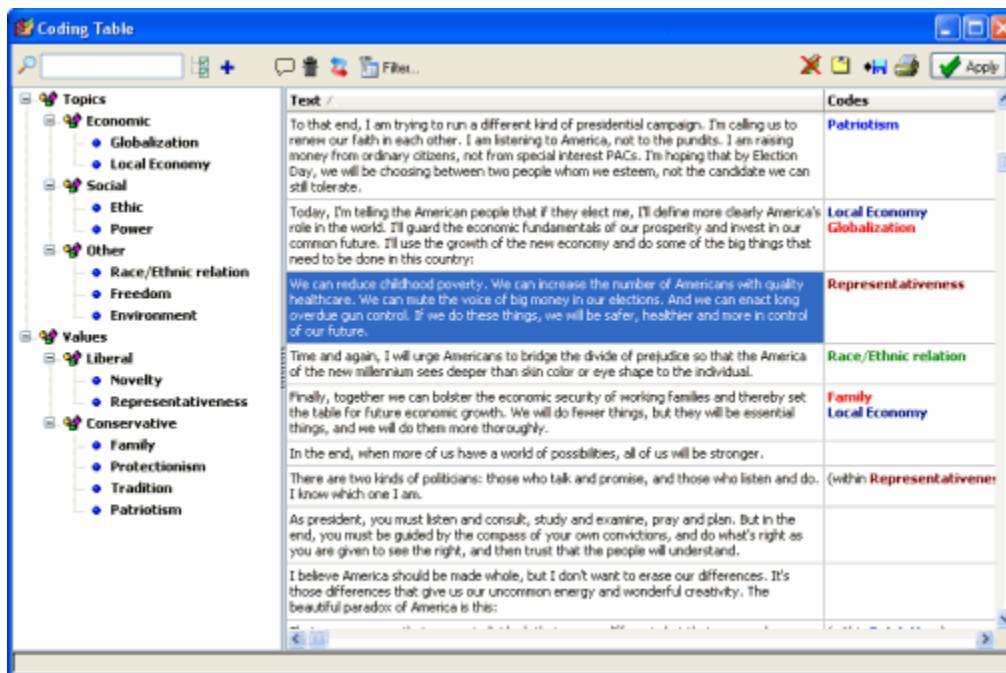 Coding Table
Filter...
Apply
Topics
Economic
Globalization
Local Economy
Social
Ethic
Power
Other
Race/Ethnic relation
Freedom
Environment
Values
Liberal
Novelty
Representativeness
Conservative
Family
Protectionism
Tradition
Patriotism
Text / Codes
To that end, I am trying to run a different kind of presidential campaign. I'm calling us to
renew our faith in each other. I am listening to America, not to the pundits. I am raising
money from ordinary citizens, not from special interest PACs. I'm hoping that by Election
Day, we will be choosing between two people whom we esteem, not the candidate we can
still tolerate.
Patriotism
Today, I'm telling the American people that if they elect me, I'll define more clearly America's
role in the world. I'll guard the economic fundamentals of our prosperity and invest in our
common future. I'll use the growth of the new economy and do some of the big things that
need to be done in this country:
Local Economy
Globalization
We can reduce childhood poverty. We can increase the number of Americans with quality
healthcare. We can mute the voice of big money in our elections. And we can enact long
overdue gun control. If we do these things, we will be safer, healthier and more in control
of our future.
Representativeness
Time and again, I will urge Americans to bridge the divide of prejudice so that the America
of the new millennium sees deeper than skin color or eye shape to the individual.
Race/Ethnic relation
Finally, together we can bolster the economic security of working families and thereby set
the table for future economic growth. We will do fewer things, but they will be essential
things, and we will do them more thoroughly.
Family
Local Economy
In the end, when more of us have a world of possibilities, all of us will be stronger.
There are two kinds of politicians: those who talk and promise, and those who listen and do.
I know which one I am.
(within Representativenes
As president, you must listen and consult, study and examine, pray and plan. But in the
end, you must be guided by the compass of your own convictions, and do what's right as
you are given to see the right, and then trust that the people will understand.
I believe America should be made whole, but I don't want to erase our differences. It's
those differences that give us our uncommon energy and wonderful creativity. The
beautiful paradox of America is this: